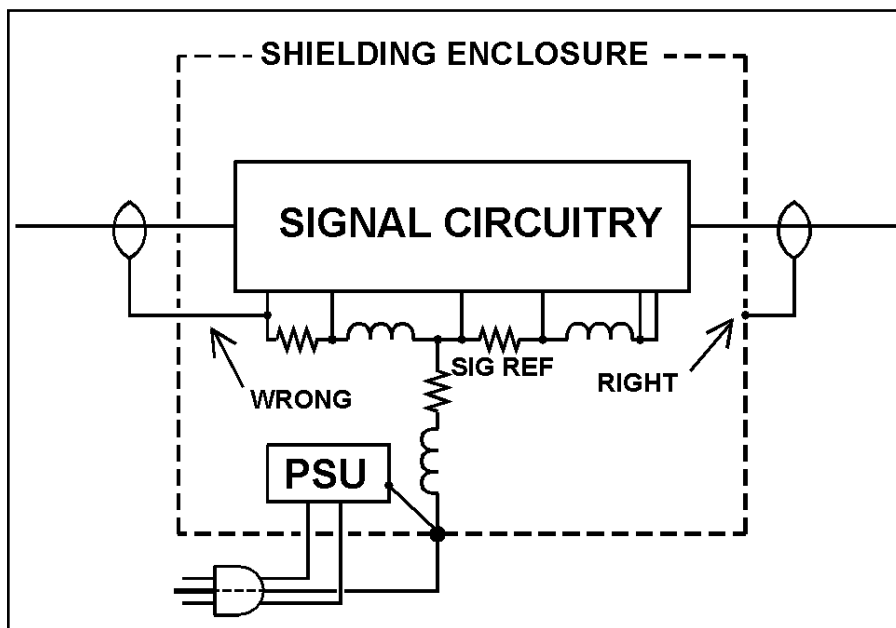 SHIELDING ENCLOSURE
SIGNAL CIRCUITRY
SIG REF
WRONG
RIGHT
PSU